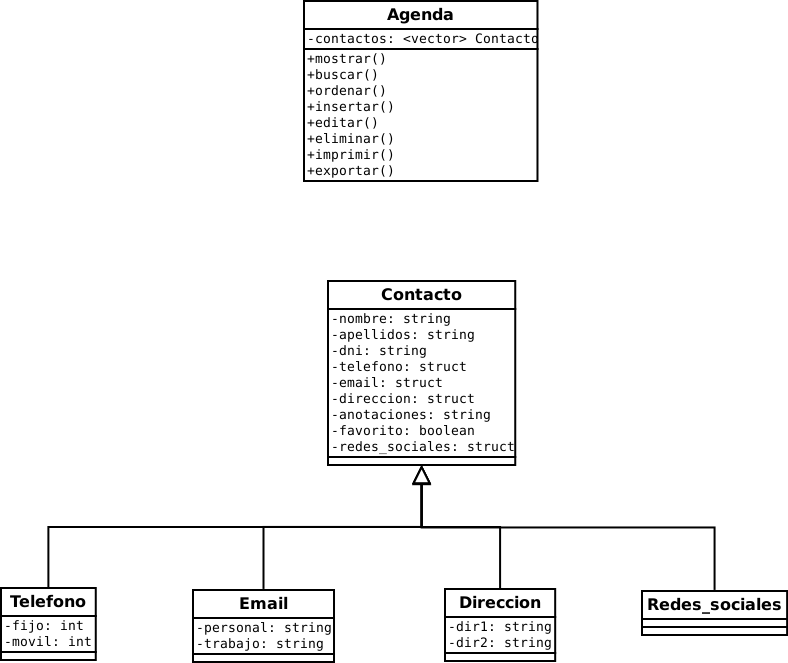 Agenda
-contactos: <vector> Contacto
+mostrar()
+buscar()
+ordenar()
+insertar()
+editar()
+eliminar()
+imprimir()
+exportar()
Contacto
-nombre: string
-apellidos: string
-dni: string
-telefono: struct
-email: struct
-direccion: struct
-anotaciones: string
-favorito: boolean
-redes_sociales: struct
Telefono
-fijo: int
-movil: int
Email
-personal: string
-trabajo: string
Direccion
-dir1: string
-dir2: string
Redes_sociales